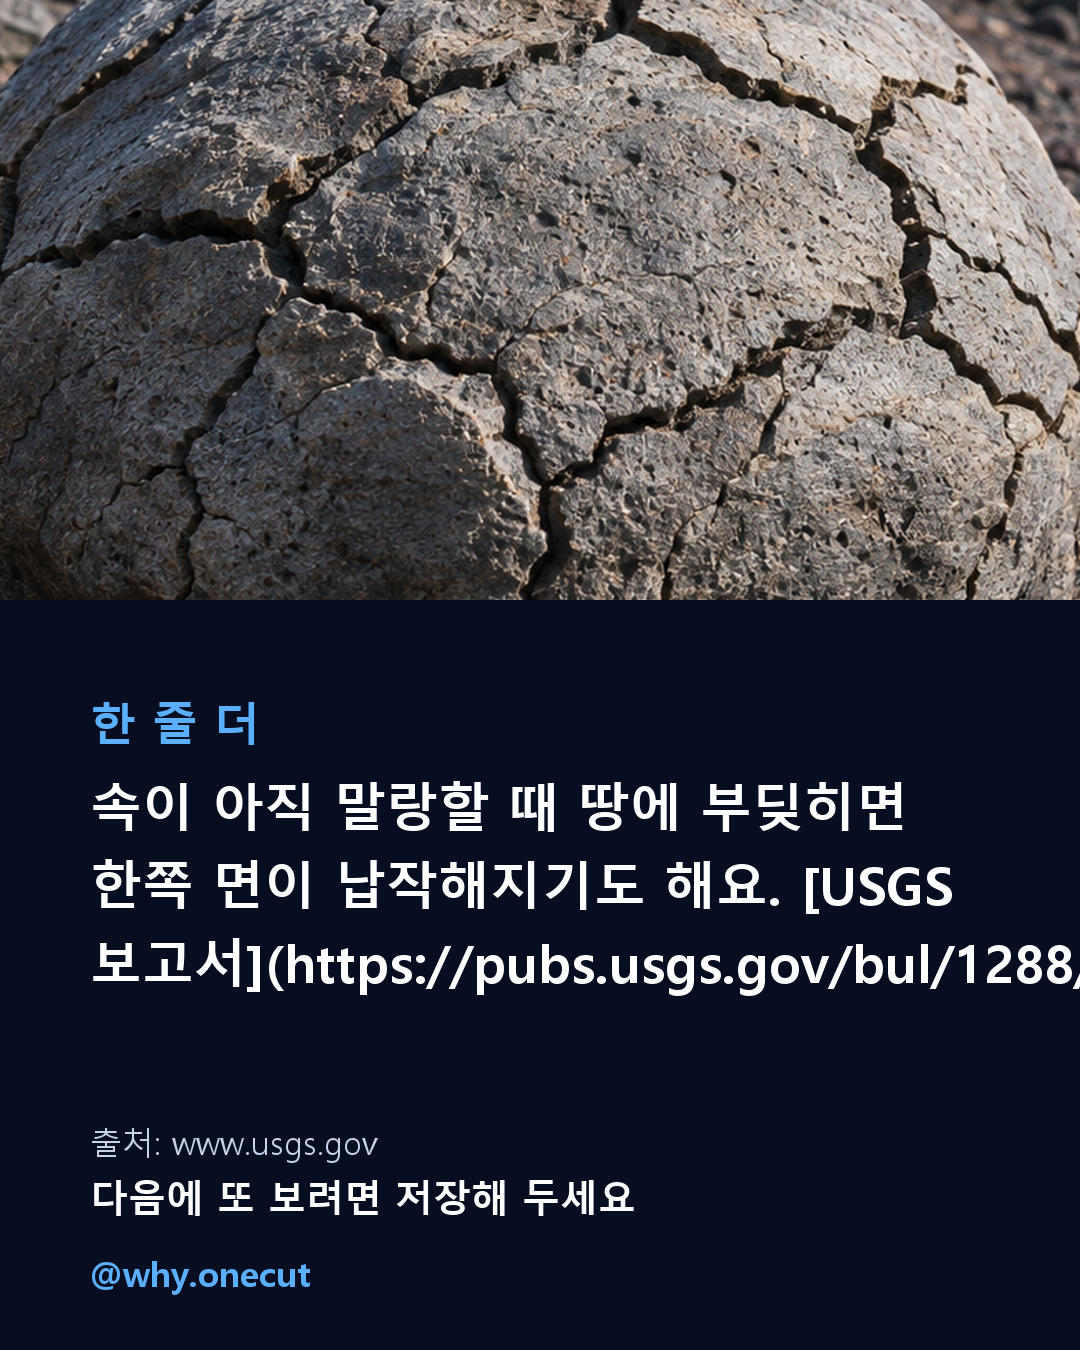 한 줄 더
속이 아직 말랑할 때 땅에 부딪히면
한쪽 면이 납작해지기도 해요. [USGS
보고서](https://pubs.usgs.gov/bul/1288/
출처: www.usgs.gov
다음에 또 보려면 저장해 두세요
@why.onecut